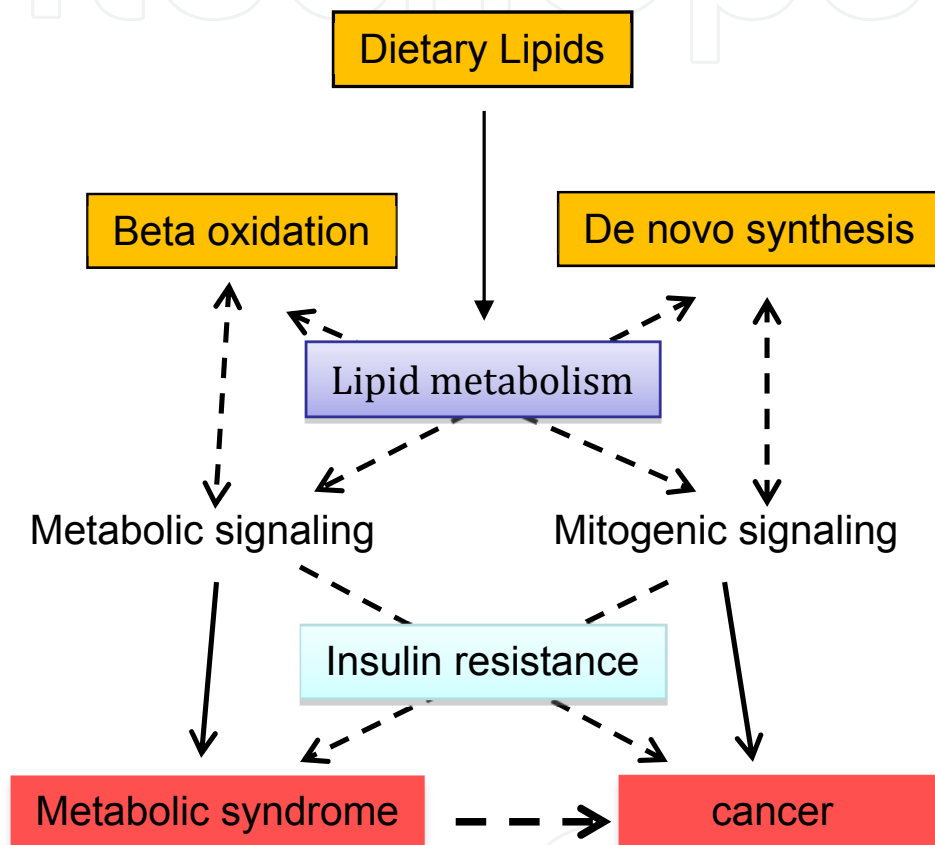 Dietary Lipids
Beta oxidation
De novo synthesis
Lipid metabolism
Metabolic signaling
Mitogenic signaling
Insulin resistance
Metabolic syndrome
cancer